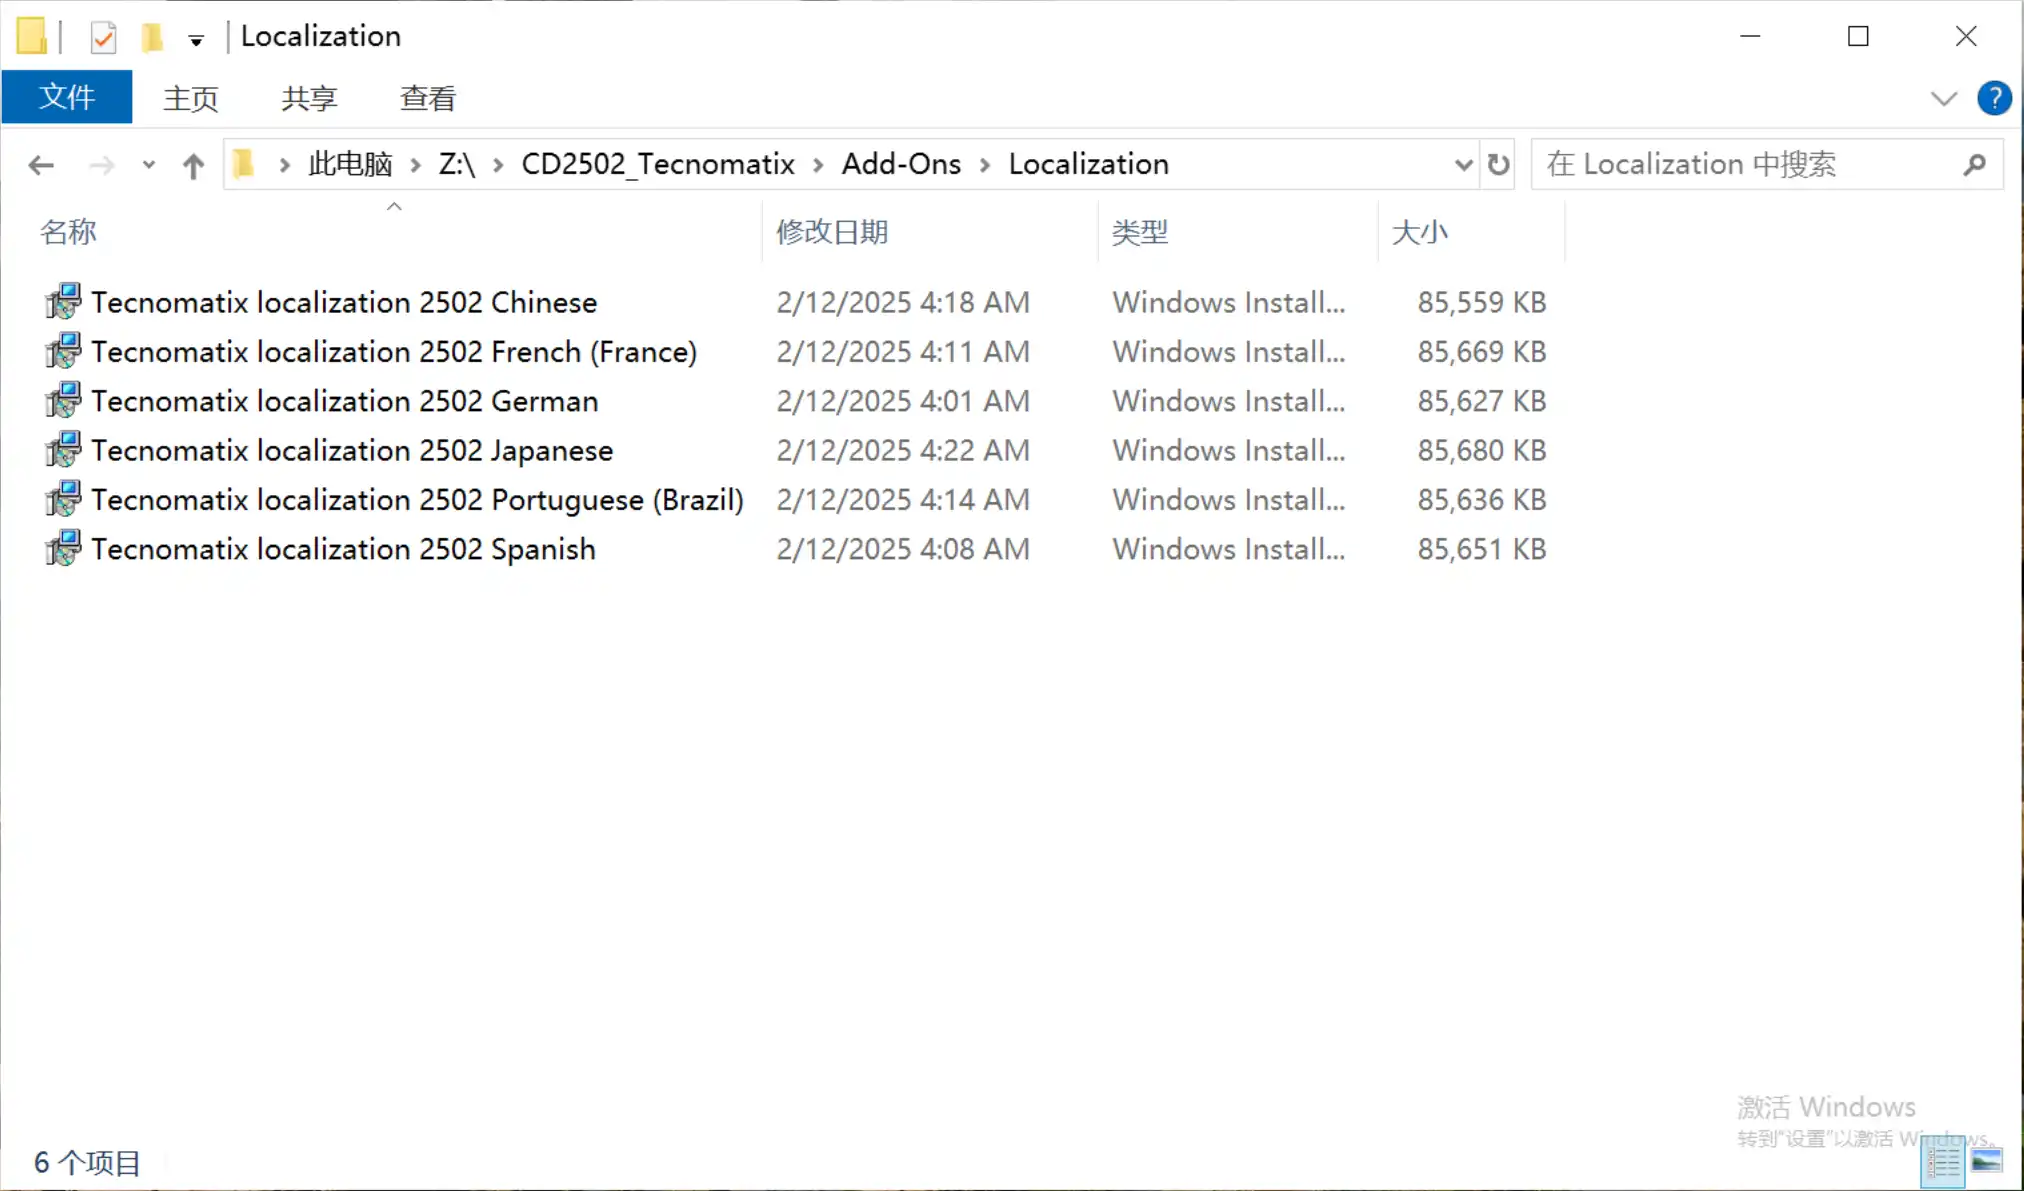 Localization
文件 主页 共享 查看
此电脑 Z:\ CD2502_Tecnomatix Add-Ons Localization 在 Localization 中搜索
名称 修改日期 类型 大小
Tecnomatix localization 2502 Chinese 2/12/2025 4:18 AM Windows Install... 85,559 KB
Tecnomatix localization 2502 French (France) 2/12/2025 4:11 AM Windows Install... 85,669 KB
Tecnomatix localization 2502 German 2/12/2025 4:01 AM Windows Install... 85,627 KB
Tecnomatix localization 2502 Japanese 2/12/2025 4:22 AM Windows Install... 85,680 KB
Tecnomatix localization 2502 Portuguese (Brazil) 2/12/2025 4:14 AM Windows Install... 85,636 KB
Tecnomatix localization 2502 Spanish 2/12/2025 4:08 AM Windows Install... 85,651 KB
激活 Windows
转到"设置"以激活 Windows。
6 个项目